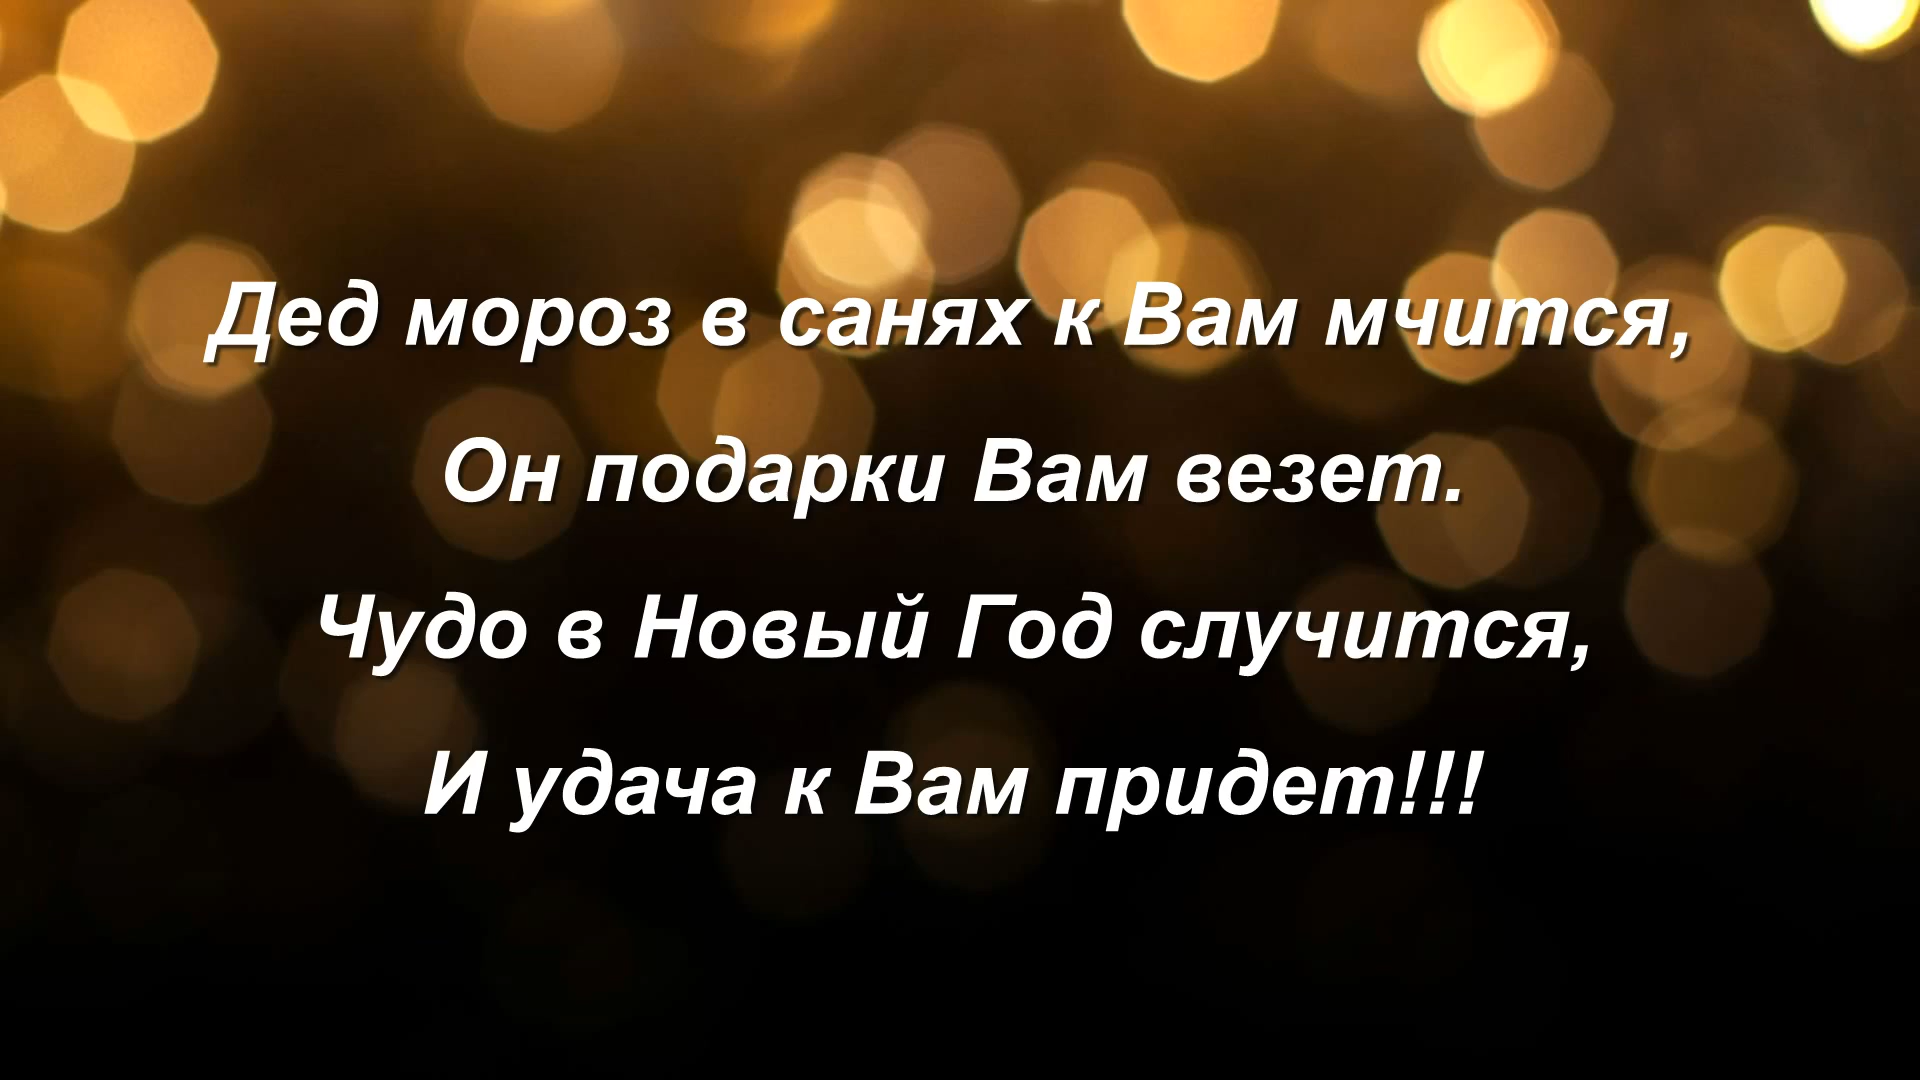 Дед мороз в санях к Вам мчится,
Он подарки Вам везет.
Чудо в Новый Год случится,
И удача к Вам придет!!!